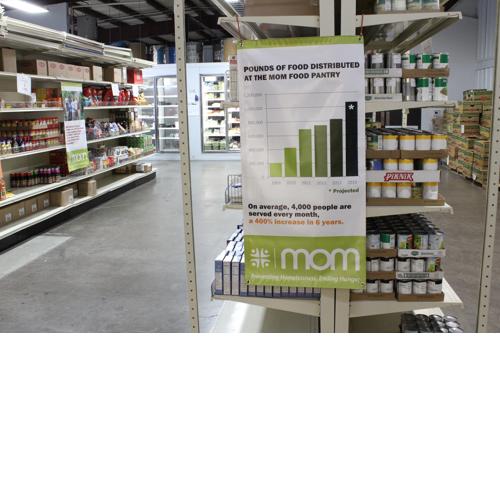 POUNDS OF FOOD DISTRIBUTED
AT THE MOM FOOD PANTRY
*
* Projected
On average, 4,000 people are
served every month,
a 400% increase in 6 years.
mom
Preventing Homelessness. Ending Hunger.
PIKNIK
mom